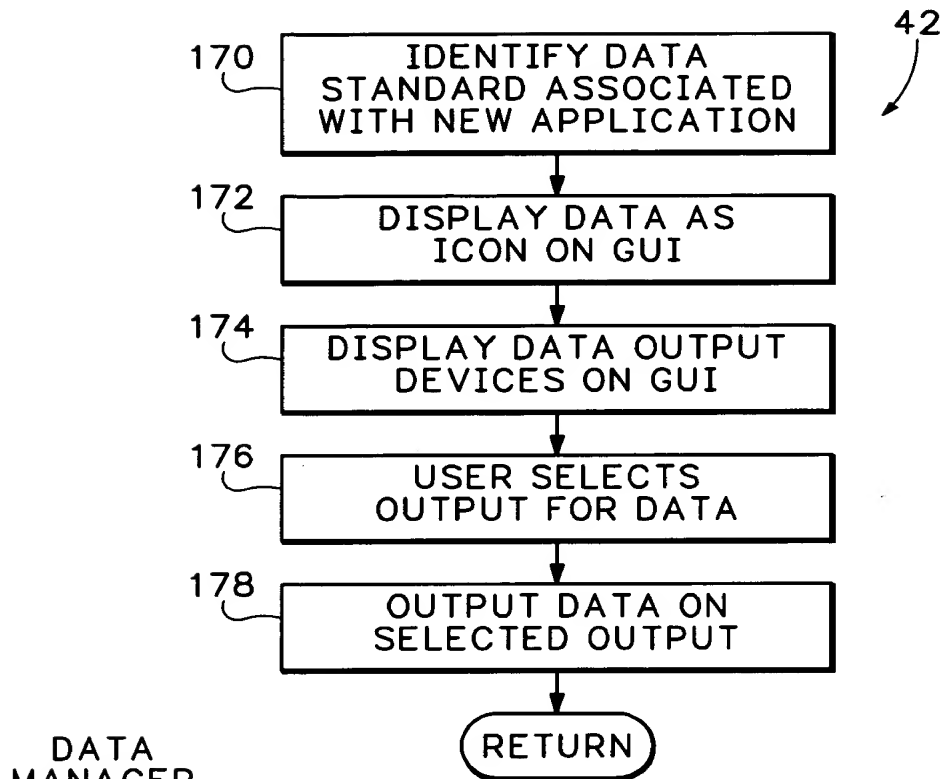 42
170
IDENTIFY DATA
STANDARD ASSOCIATED
WITH NEW APPLICATION
172
DISPLAY DATA AS
ICON ON GUI
174
DISPLAY DATA OUTPUT
DEVICES ON GUI
176
USER SELECTS
OUTPUT FOR DATA
178
OUTPUT DATA ON
SELECTED OUTPUT
RETURN
DATA
MANAGER